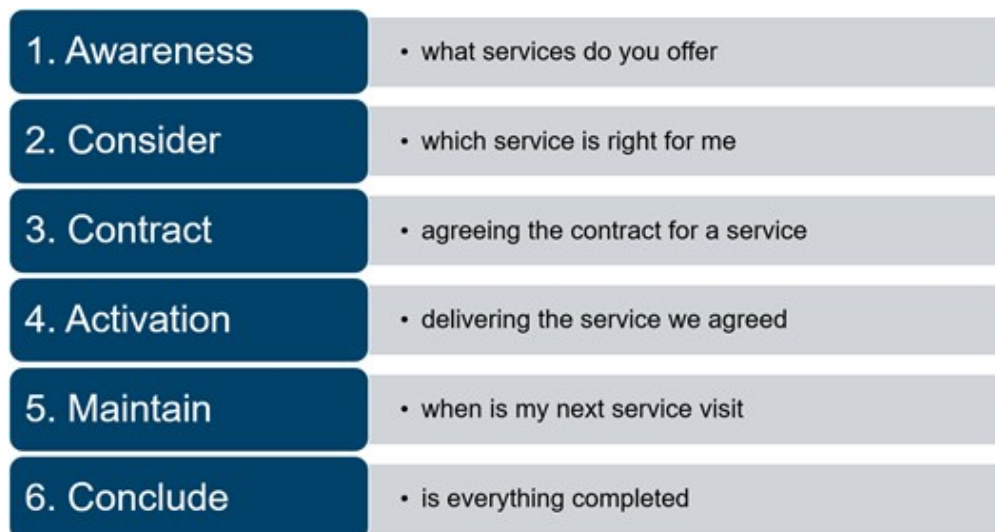 1. Awareness
• what services do you offer
2. Consider
• which service is right for me
3. Contract
• agreeing the contract for a service
4. Activation
• delivering the service we agreed
5. Maintain
• when is my next service visit
6. Conclude
• is everything completed